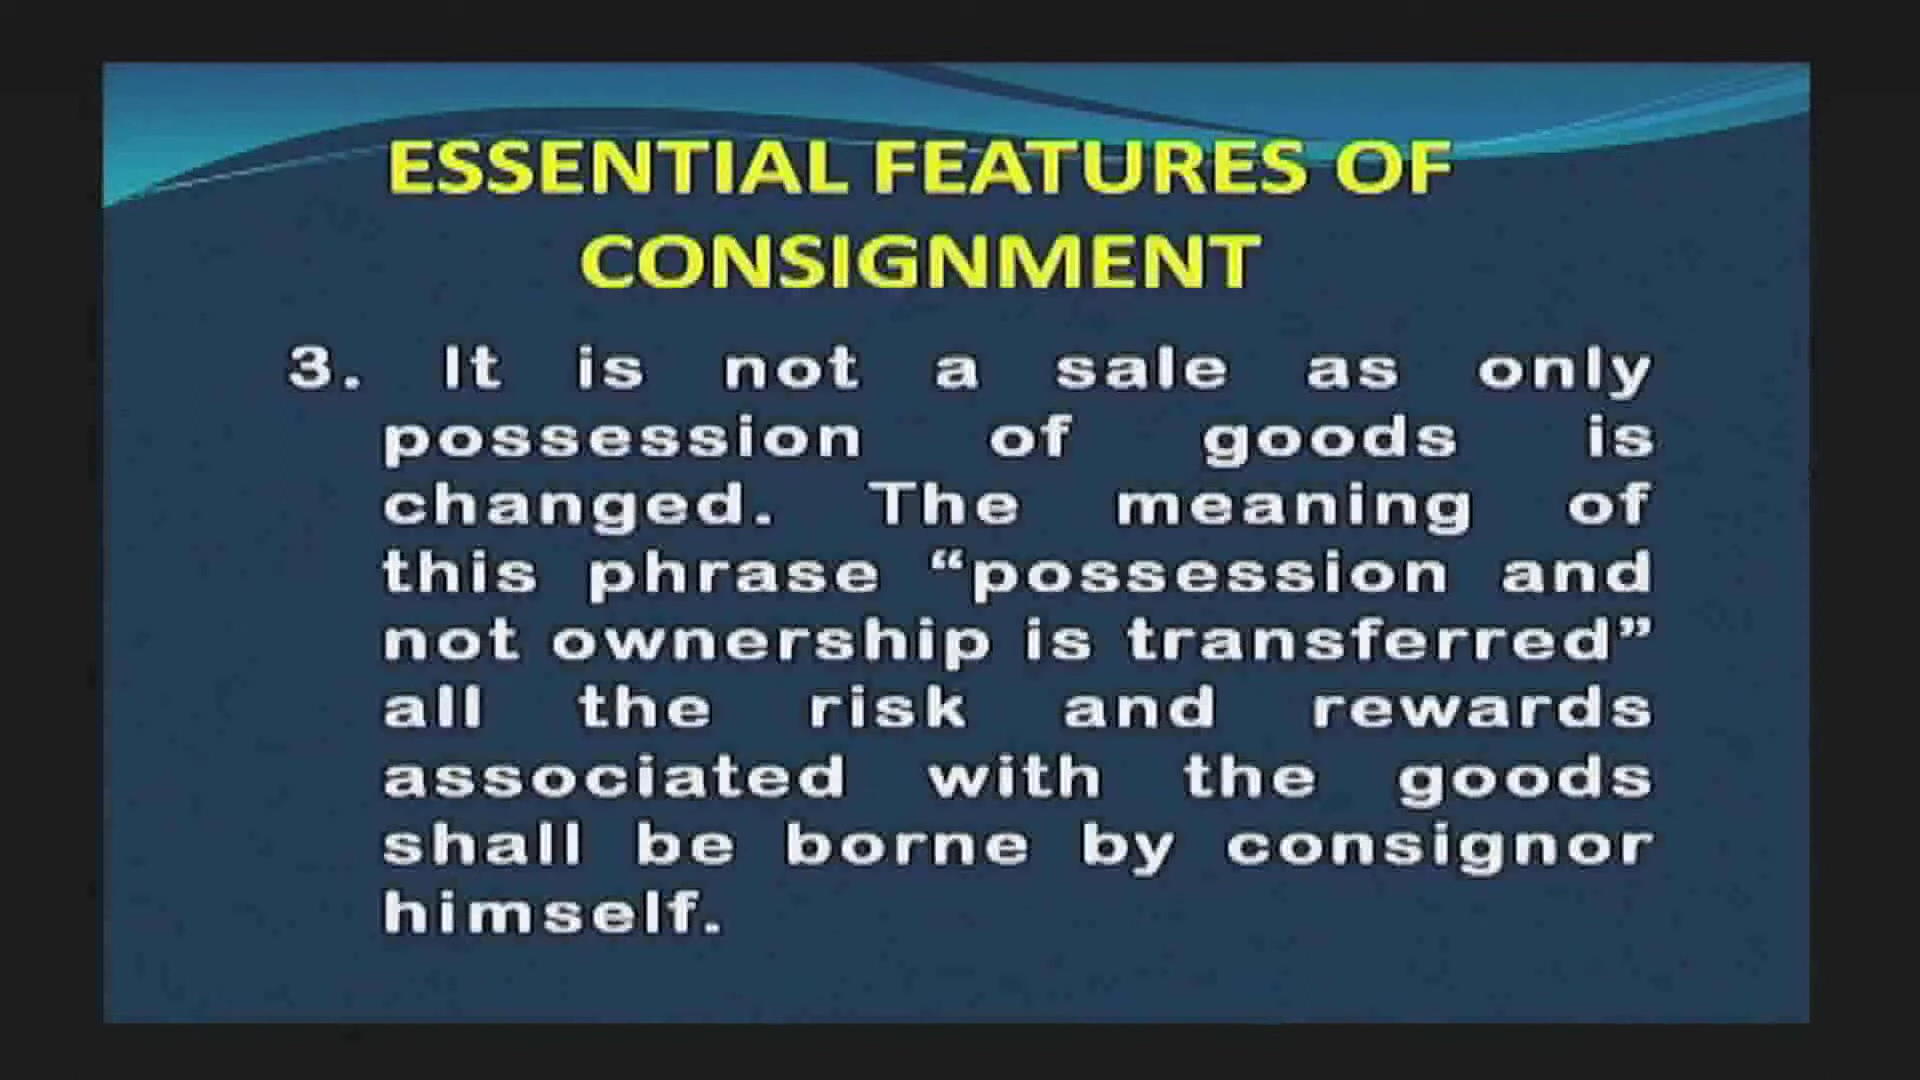 ESSENTIAL FEATURES OF
CONSIGNMENT
3. It is not a sale as only
possession of goods is
changed. The meaning of
this phrase “possession and
not ownership is transferred”
all the risk and rewards
associated with the goods
shall be borne by consignor
himself.